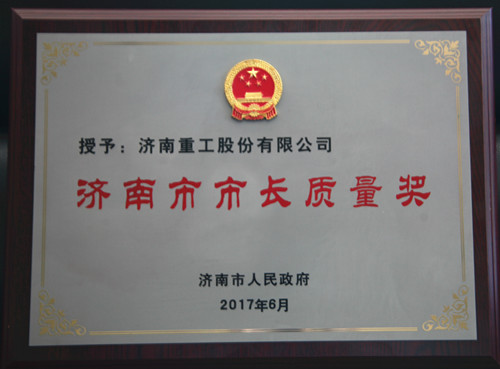 授予：济南重工股份有限公司
济南市市长质量奖
济南市人民政府
2017年6月